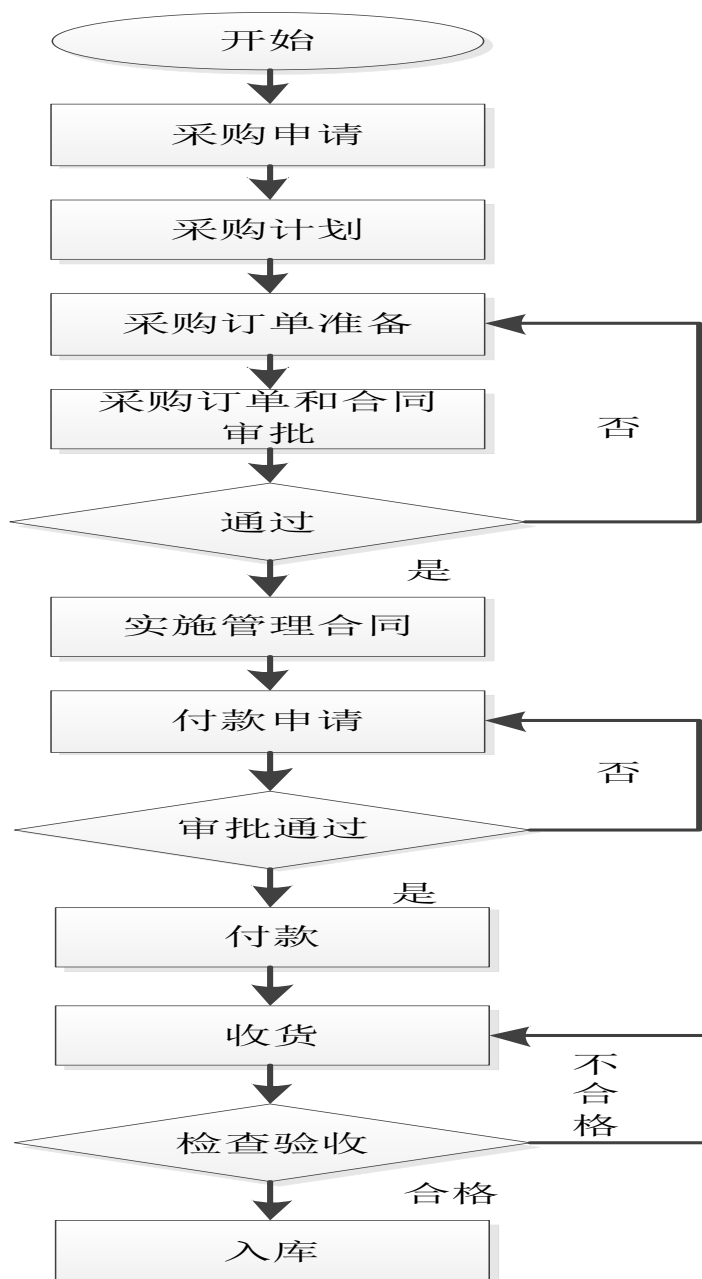 开始
采购申请
采购计划
采购订单准备
采购订单和合同
审批
否
通过
是
实施管理合同
付款申请
否
审批通过
是
付款
收货
不
合
格
检查验收
合格
入库